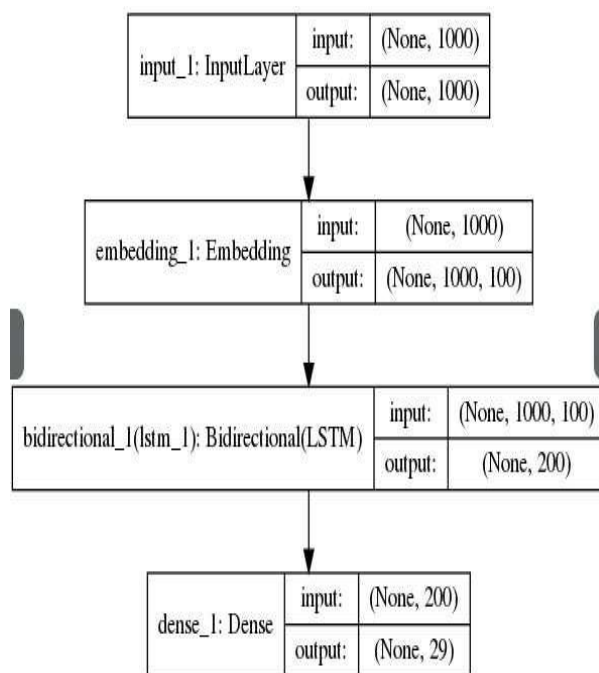 input_1: InputLayer
input: (None, 1000)
output: (None, 1000)
embedding_1: Embedding
input: (None, 1000)
output: (None, 1000, 100)
bidirectional_1(lstm_1): Bidirectional(LSTM)
input: (None, 1000, 100)
output: (None, 200)
dense_1: Dense
input: (None, 200)
output: (None, 29)